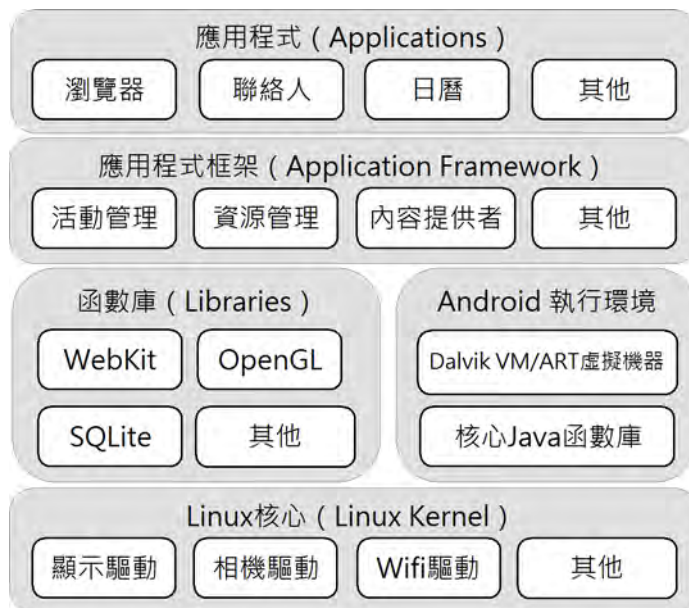 應用程式（Applications）
瀏覽器 聯絡人 日曆 其他
應用程式框架（Application Framework）
活動管理 資源管理 內容提供者 其他
函數庫（Libraries）
WebKit OpenGL
SQLite 其他
Android 執行環境
Dalvik VM/ART虛擬機器
核心Java函數庫
Linux核心（Linux Kernel）
顯示驅動 相機驅動 Wifi驅動 其他